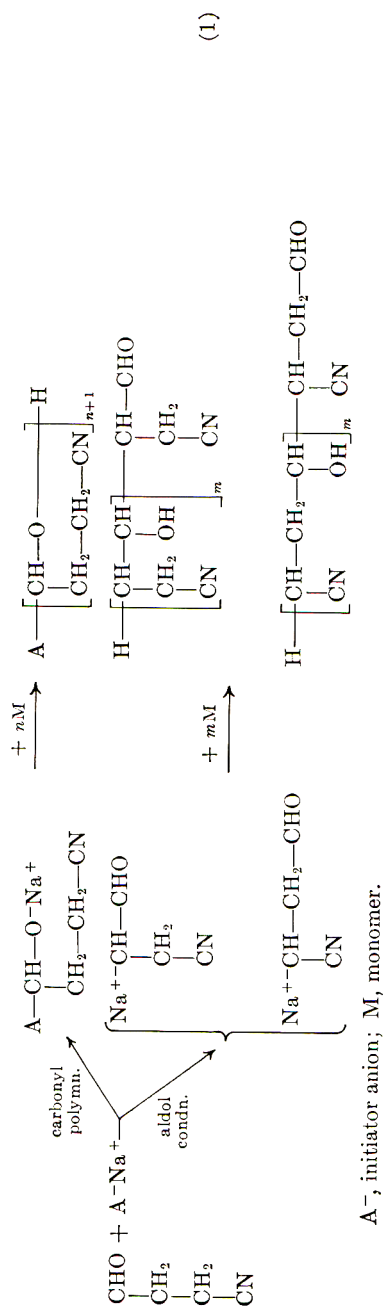 CHO + A⁻Na⁺
CH₂
CH₂
CN
carbonyl
polymn.
aldol
condn.
A—CH—O⁻Na⁺
CH₂—CH₂—CN
Na⁺⁻CH—CHO
CH₂
CN
Na⁺⁻CH—CH₂—CHO
CN
+ nM
+ mM
A—[CH—O—]ₙ₊₁—H
CH₂—CH₂—CN
H—[CH—CH—]ₘ—CH—CHO
CH₂ OH CH₂
CN CN
H—[CH—CH₂—CH₂—CH—]ₘ—CH—CH₂—CHO
CN OH CN
(1)
A⁻, initiator anion; M, monomer.